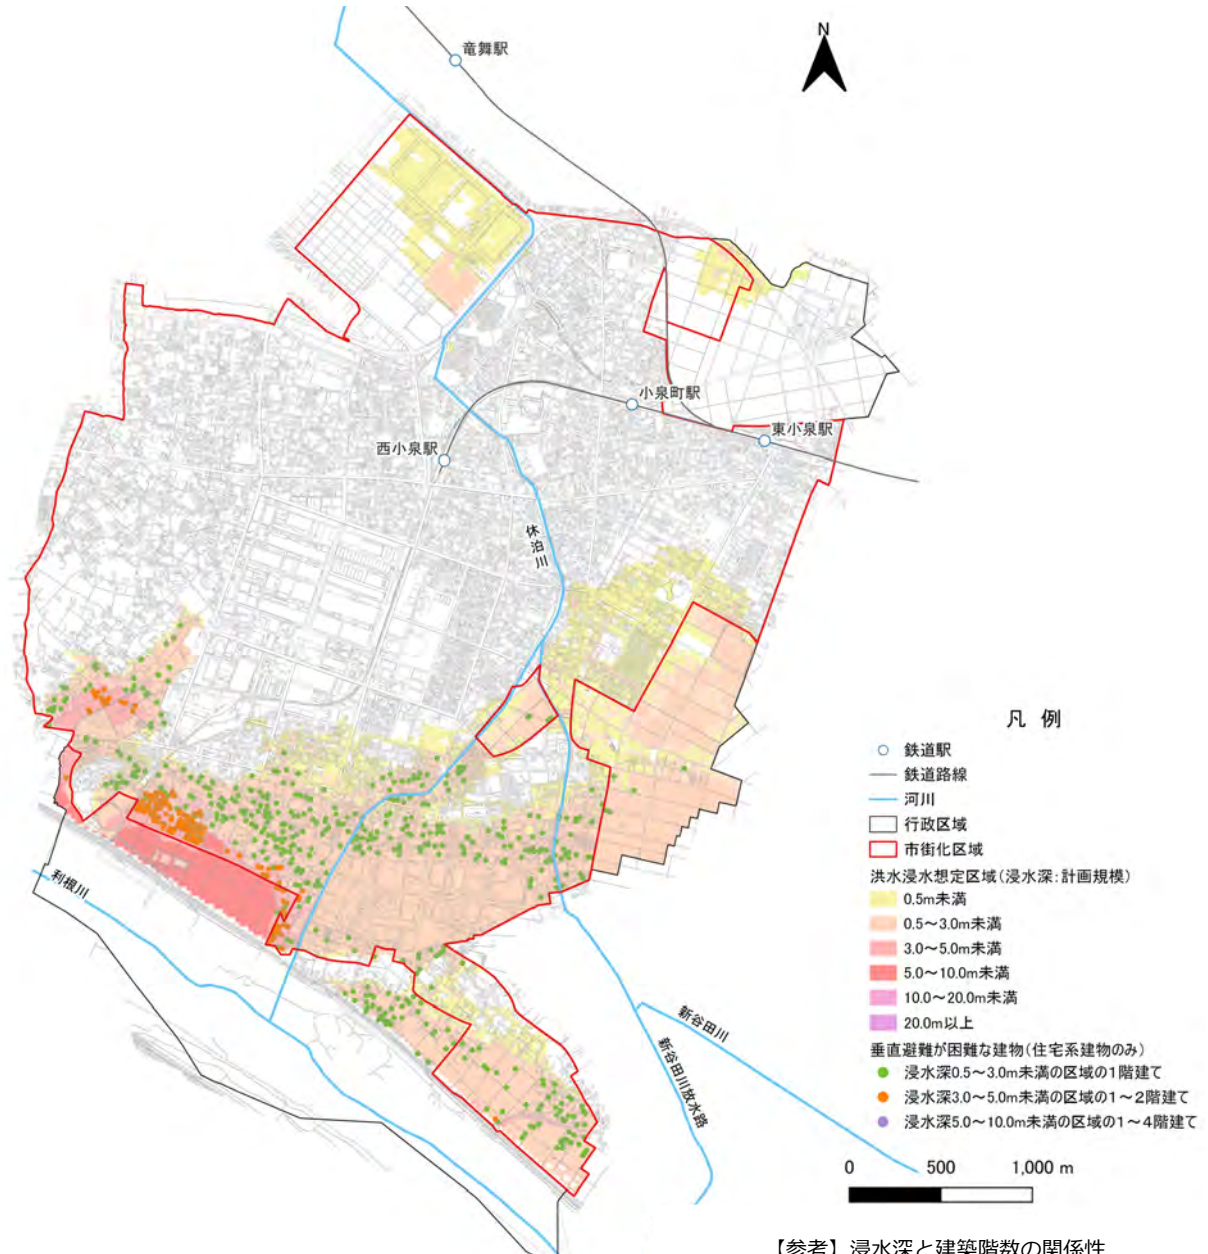 N
竜舞駅
小泉町駅
東小泉駅
西小泉駅
休泊川
利根川
新谷田川
新谷田川放水路
凡 例
鉄道駅
鉄道路線
河川
行政区域
市街化区域
洪水浸水想定区域(浸水深:計画規模)
0.5m未満
0.5～3.0m未満
3.0～5.0m未満
5.0～10.0m未満
10.0～20.0m未満
20.0m以上
垂直避難が困難な建物(住宅系建物のみ)
浸水深0.5～3.0m未満の区域の1階建て
浸水深3.0～5.0m未満の区域の1～2階建て
浸水深5.0～10.0m未満の区域の1～4階建て
0 500 1,000 m
【参考】浸水深と建築階数の関係性